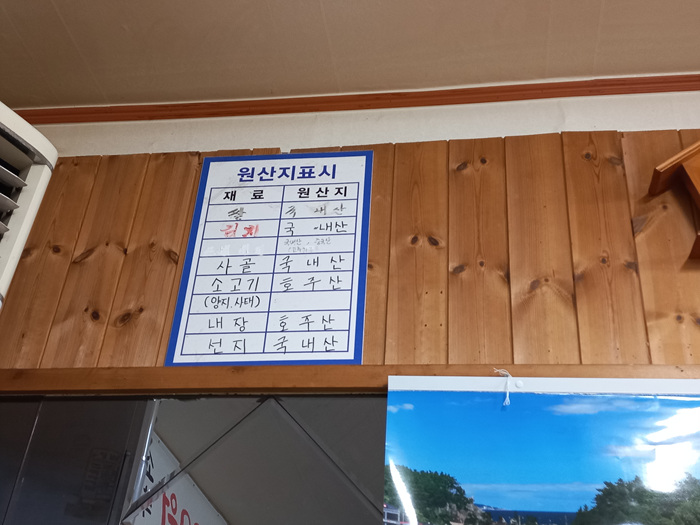 원산지표시
재료 원산지
쌀 국내산
김치 국내산
사골 국내산
소고기 호주산
(양지.사태)
내장 호주산
선지 국내산